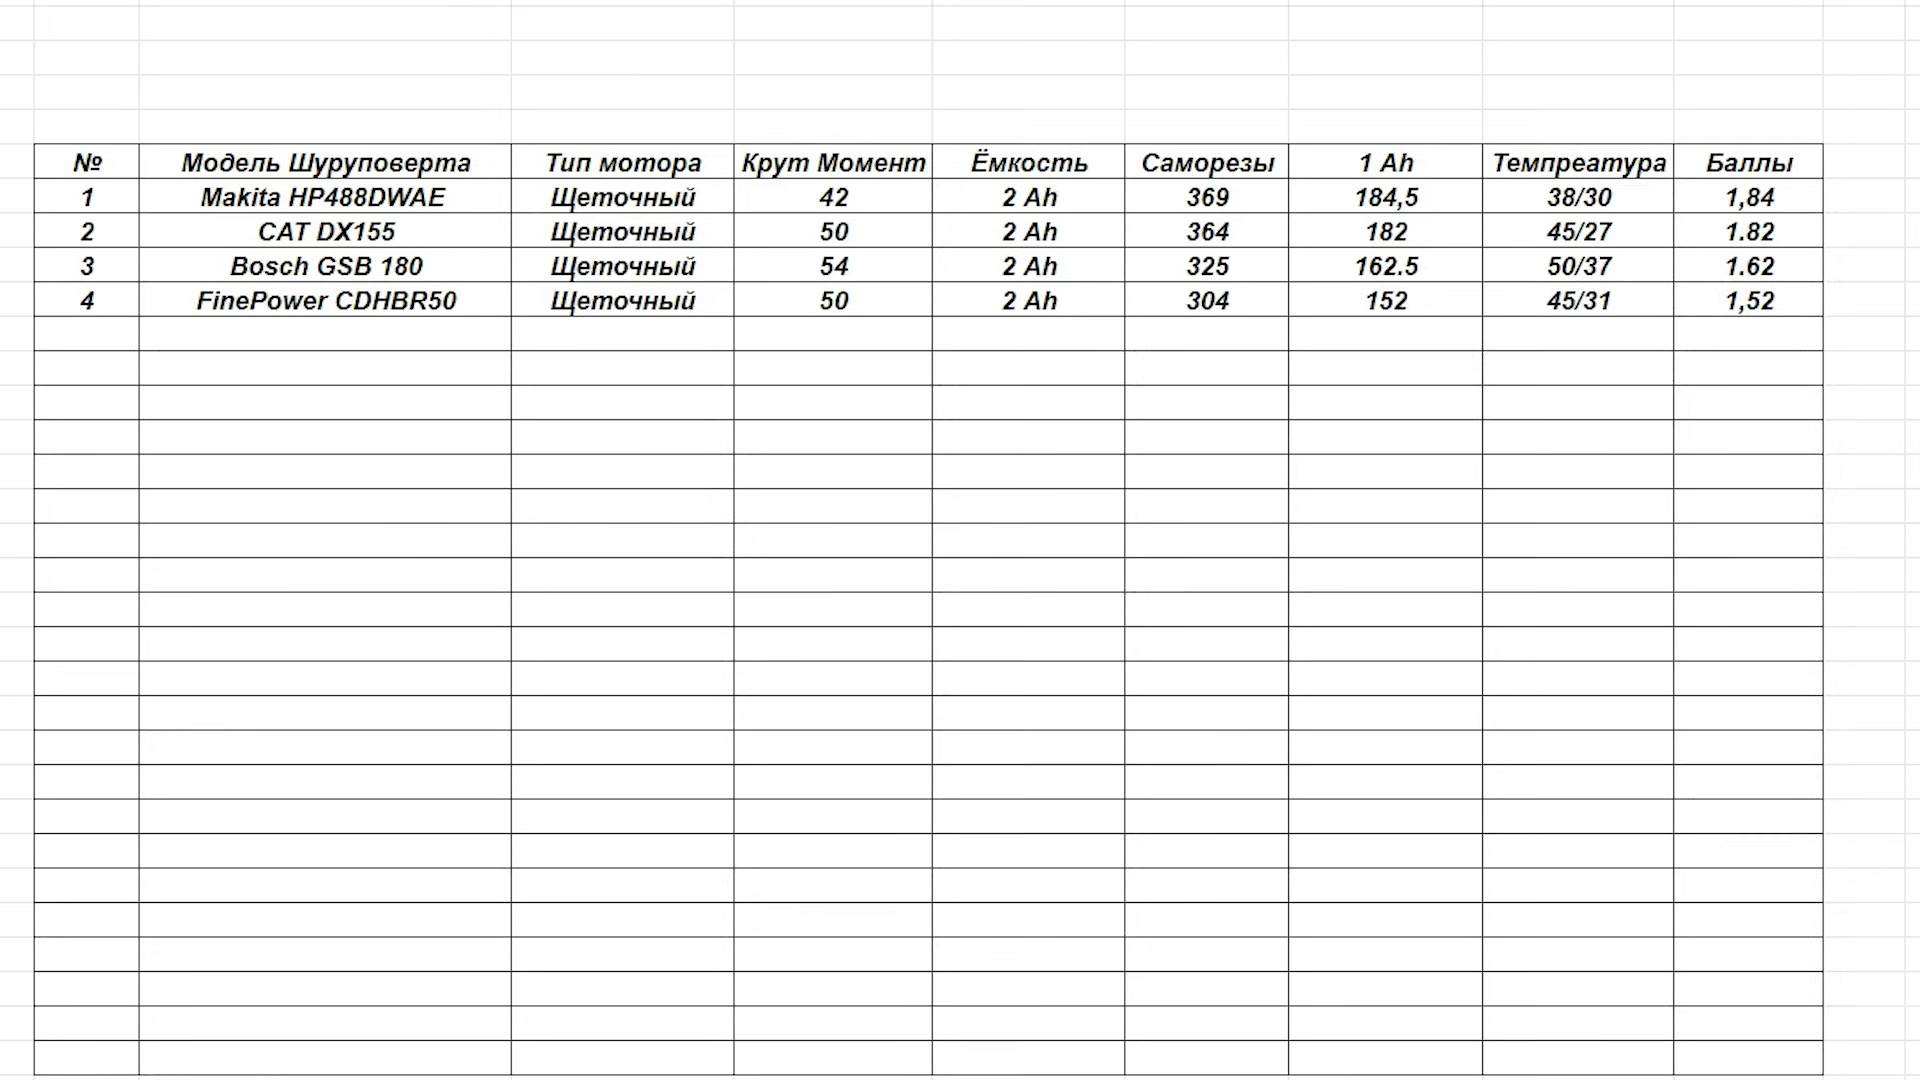 № Модель Шуруповерта Тип мотора Крут Момент Ёмкость Саморезы 1 Ah Темпреатура Баллы
1 Makita HP488DWAE Щеточный 42 2 Ah 369 184,5 38/30 1,84
2 CAT DX155 Щеточный 50 2 Ah 364 182 45/27 1.82
3 Bosch GSB 180 Щеточный 54 2 Ah 325 162.5 50/37 1.62
4 FinePower CDHBR50 Щеточный 50 2 Ah 304 152 45/31 1,52